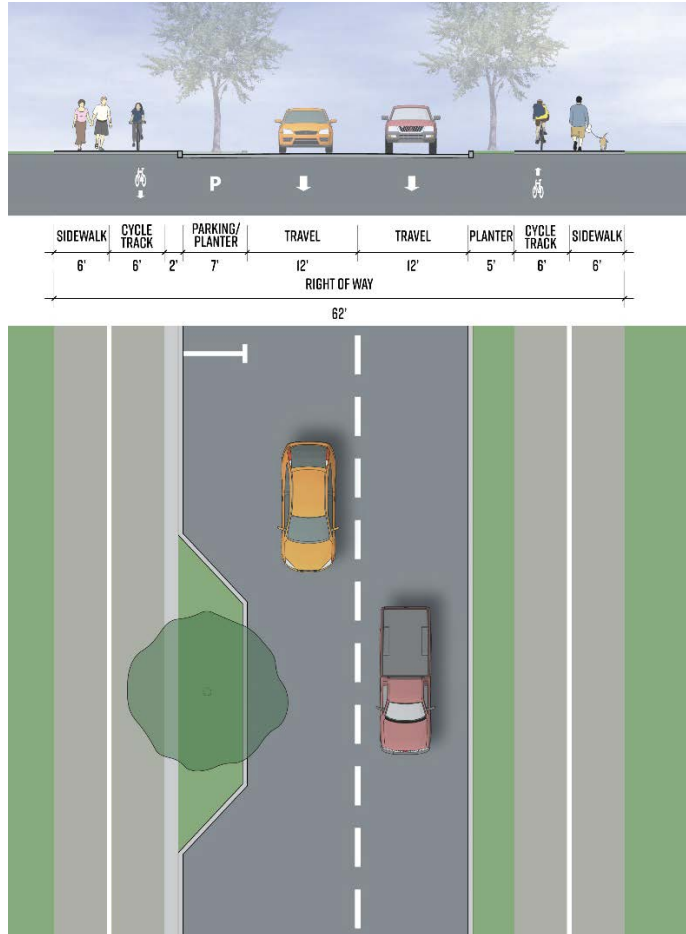 P
SIDEWALK CYCLE TRACK PARKING/ PLANTER TRAVEL TRAVEL PLANTER CYCLE TRACK SIDEWALK
6' 6' 2' 7' 12' 12' 5' 6' 6'
RIGHT OF WAY
62'